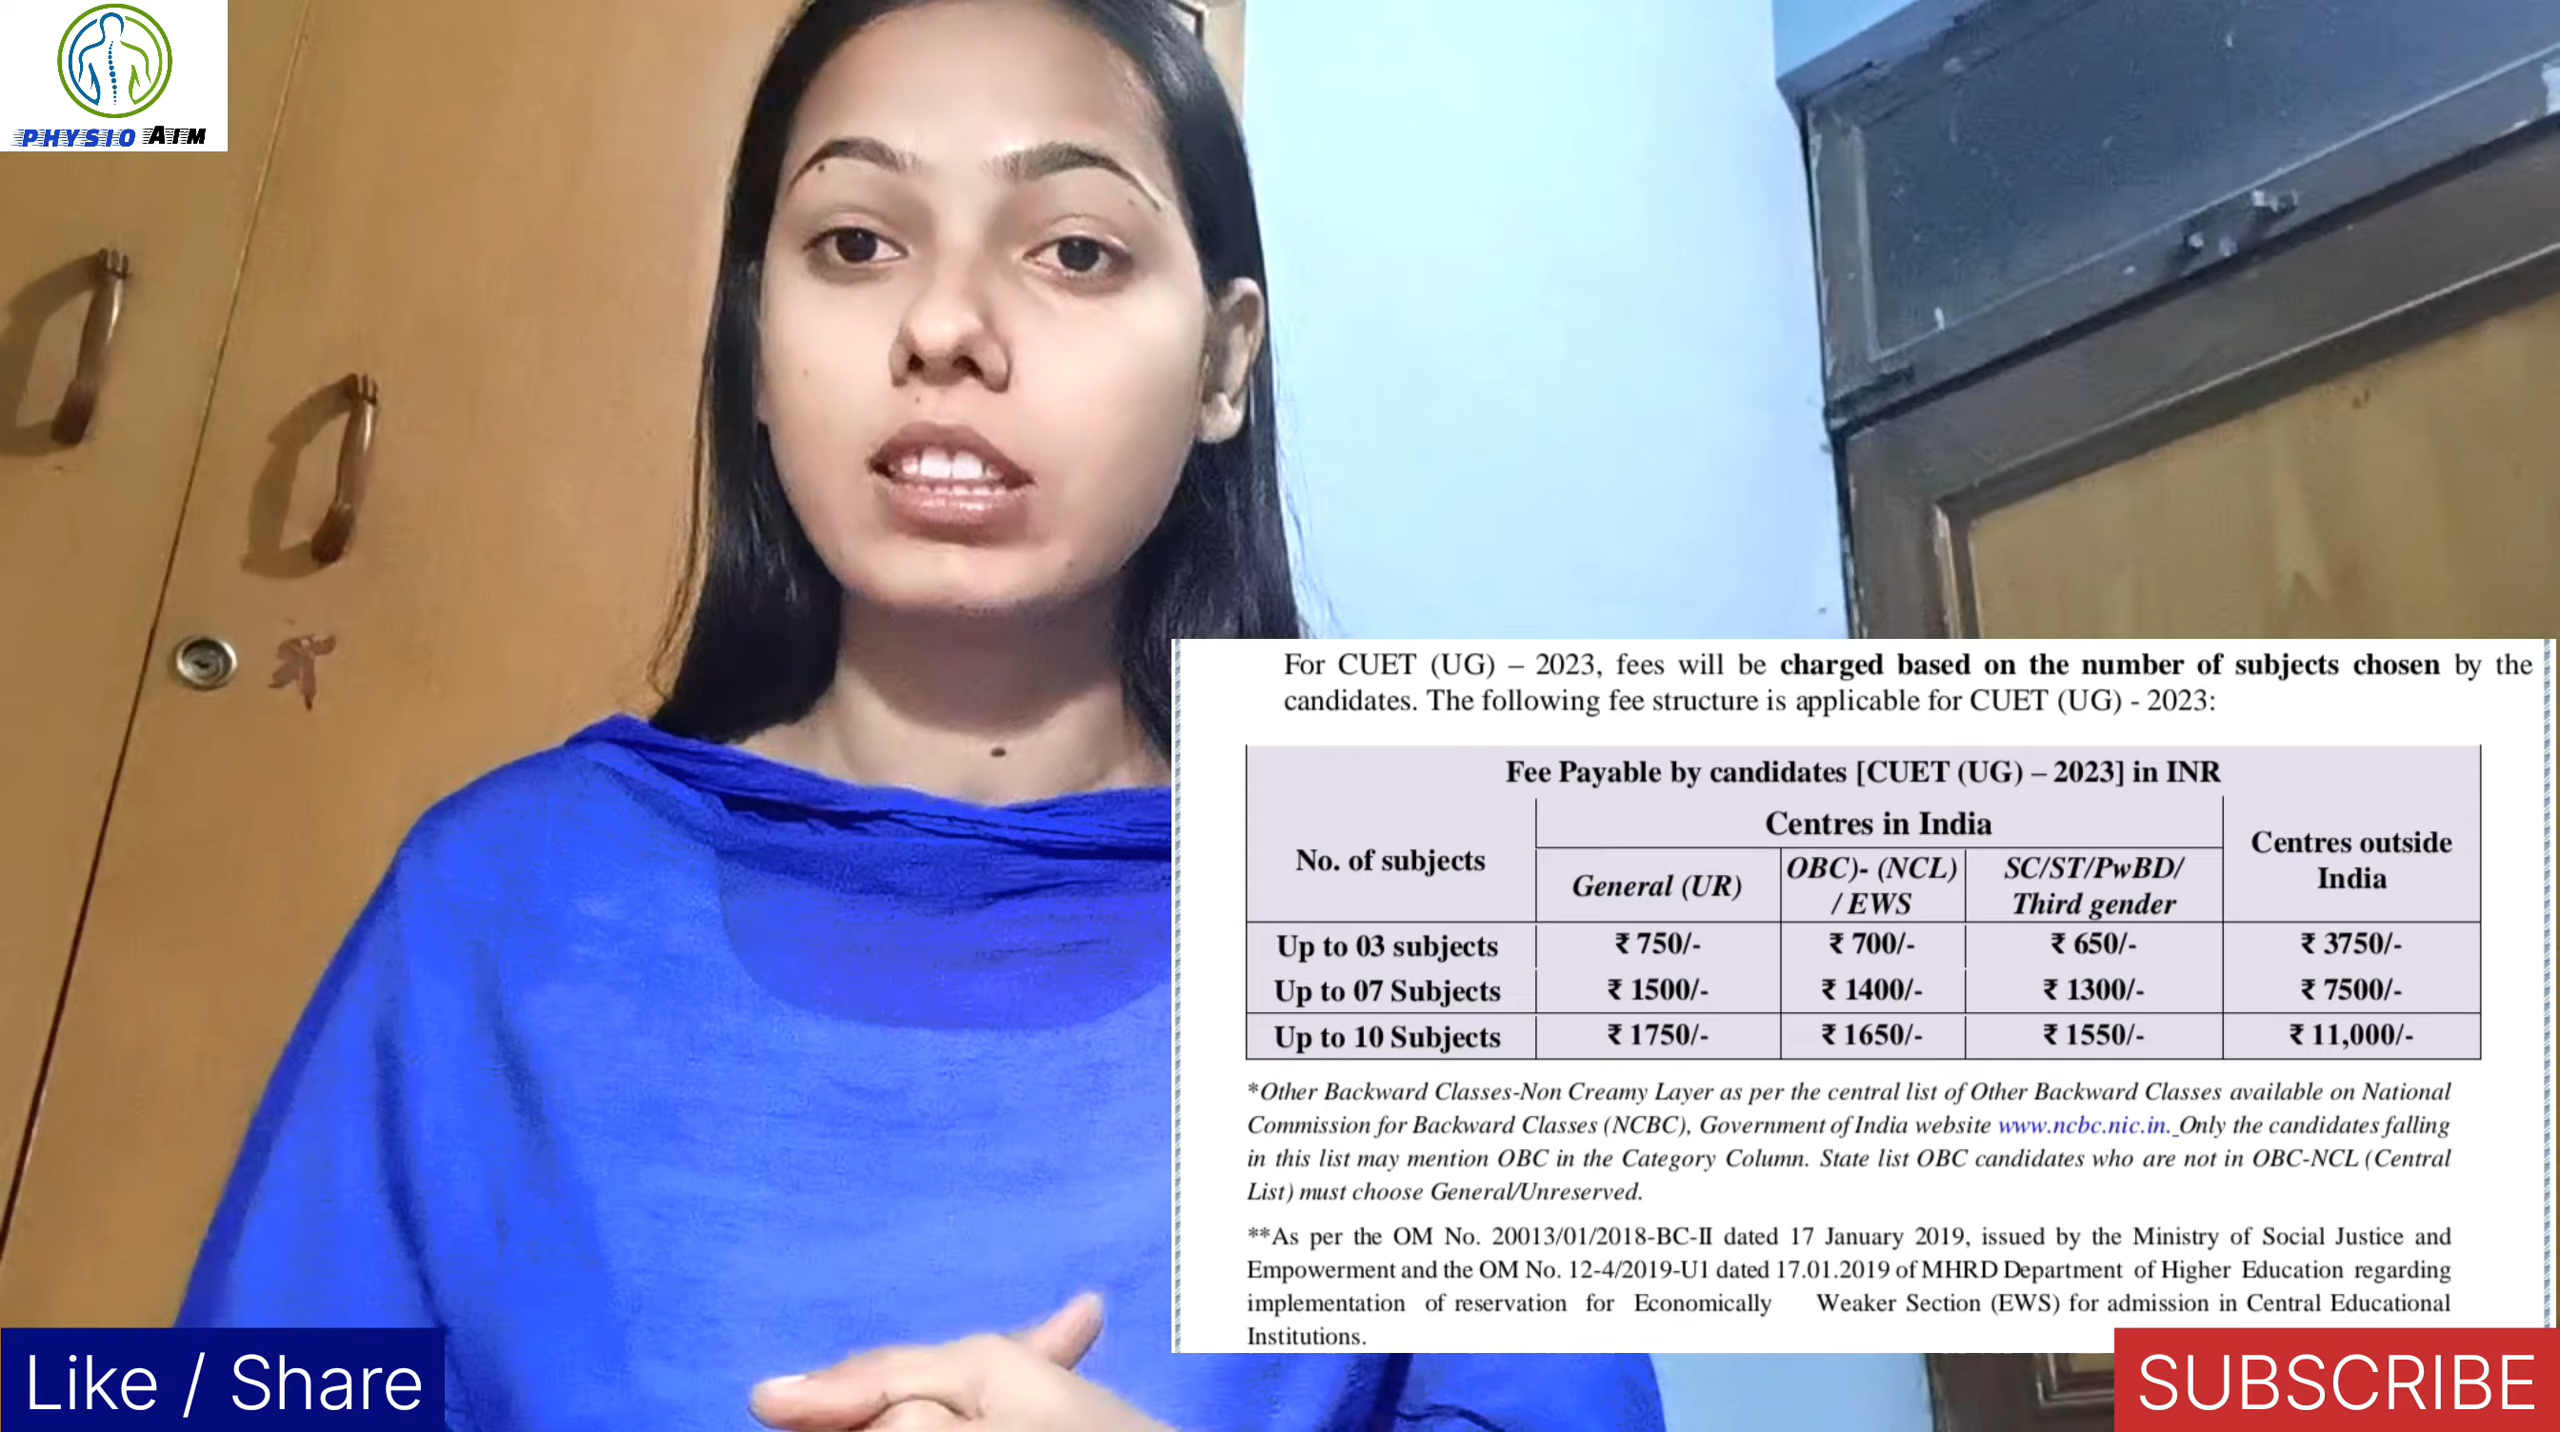 PHYSIO AIM
For CUET (UG) – 2023, fees will be charged based on the number of subjects chosen by the
candidates. The following fee structure is applicable for CUET (UG) - 2023:
Fee Payable by candidates [CUET (UG) – 2023] in INR
No. of subjects
Centres in India
Centres outside
India
General (UR)
OBC)- (NCL)
/ EWS
SC/ST/PwBD/
Third gender
Up to 03 subjects ₹ 750/- ₹ 700/- ₹ 650/- ₹ 3750/-
Up to 07 Subjects ₹ 1500/- ₹ 1400/- ₹ 1300/- ₹ 7500/-
Up to 10 Subjects ₹ 1750/- ₹ 1650/- ₹ 1550/- ₹ 11,000/-
*Other Backward Classes-Non Creamy Layer as per the central list of Other Backward Classes available on National
Commission for Backward Classes (NCBC), Government of India website www.ncbc.nic.in. Only the candidates falling
in this list may mention OBC in the Category Column. State list OBC candidates who are not in OBC-NCL (Central
List) must choose General/Unreserved.
**As per the OM No. 20013/01/2018-BC-II dated 17 January 2019, issued by the Ministry of Social Justice and
Empowerment and the OM No. 12-4/2019-U1 dated 17.01.2019 of MHRD Department of Higher Education regarding
implementation of reservation for Economically Weaker Section (EWS) for admission in Central Educational
Institutions.
Like / Share
SUBSCRIBE